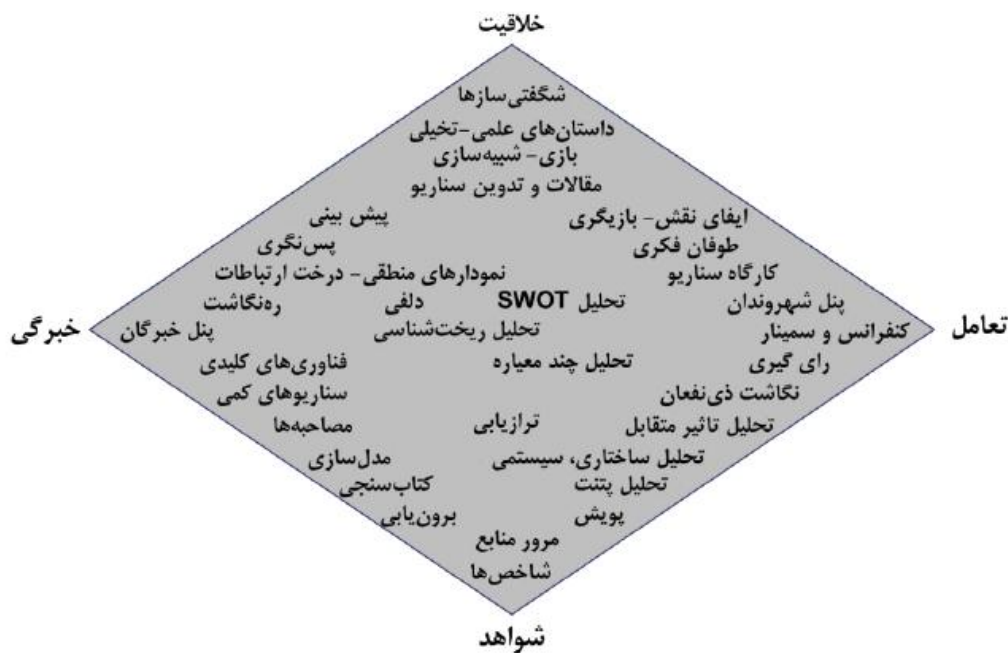 خلاقیت
شگفتی‌سازها
داستان‌های علمی-تخیلی
بازی- شبیه‌سازی
مقالات و تدوین سناریو
ایفای نقش- بازیگری
پیش بینی
طوفان فکری
پس‌نگری
کارگاه سناریو
نمودارهای منطقی- درخت ارتباطات
پنل شهروندان
تحلیل SWOT
دلفی
ره‌نگاشت
تعامل
کنفرانس و سمینار
تحلیل ریخت‌شناسی
پنل خبرگان
خبرگی
رای گیری
تحلیل چند معیاره
فناوری‌های کلیدی
نگاشت ذی‌نفعان
سناریوهای کمی
تحلیل تاثیر متقابل
ترازیابی
مصاحبه‌ها
تحلیل ساختاری، سیستمی
مدل‌سازی
تحلیل پتنت
کتاب‌سنجی
پویش
برون‌یابی
مرور منابع
شاخص‌ها
شواهد